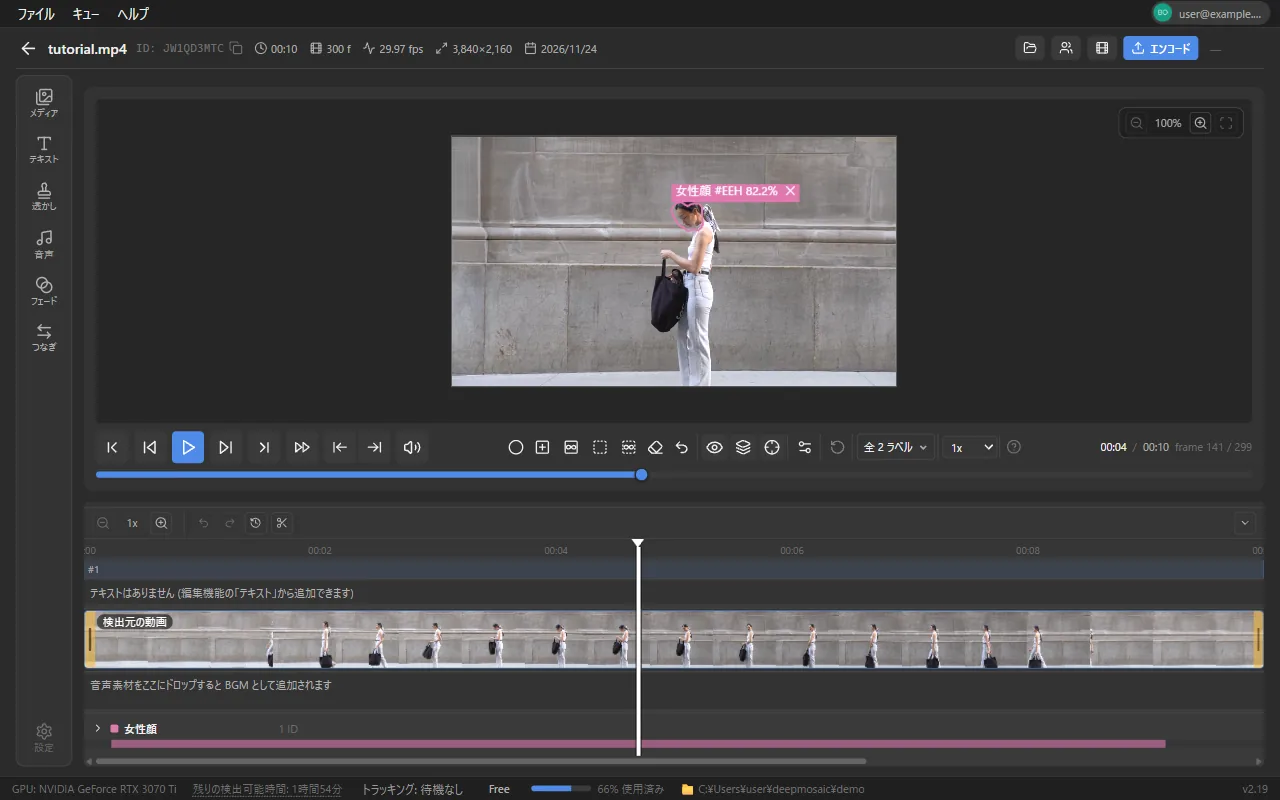 ファイル キュー ヘルプ
BO user@example....
tutorial.mp4 ID: JW1QD3MTC 00:10 300 f 29.97 fps 3,840×2,160 2026/11/24
エンコード
メディア
テキスト
透かし
音声
フェード
つなぎ
設定
100%
女性顔 #EEH 82.2%
全 2 ラベル 1x 00:04 / 00:10 frame 141 / 299
1x
:00 00:02 00:04 00:06 00:08 00
#1
テキストはありません (編集機能の「テキスト」から追加できます)
検出元の動画
音声素材をここにドロップすると BGM として追加されます
女性顔 1 ID
GPU: NVIDIA GeForce RTX 3070 Ti 残りの検出可能時間: 1時間54分 トラッキング: 待機なし Free 66% 使用済み C:¥Users¥user¥deepmosaic¥demo v2.19